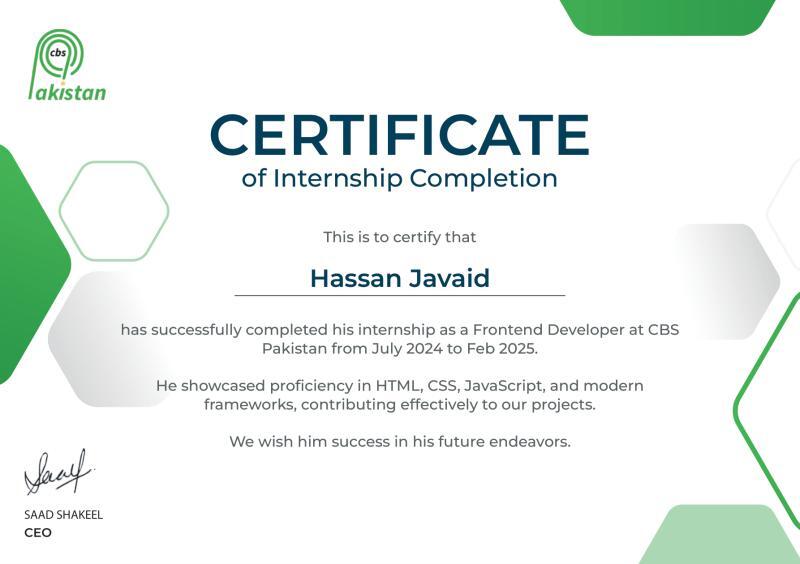 cbs
Pakistan
CERTIFICATE
of Internship Completion
This is to certify that
Hassan Javaid
has successfully completed his internship as a Frontend Developer at CBS
Pakistan from July 2024 to Feb 2025.
He showcased proficiency in HTML, CSS, JavaScript, and modern
frameworks, contributing effectively to our projects.
We wish him success in his future endeavors.
SAAD SHAKEEL
CEO